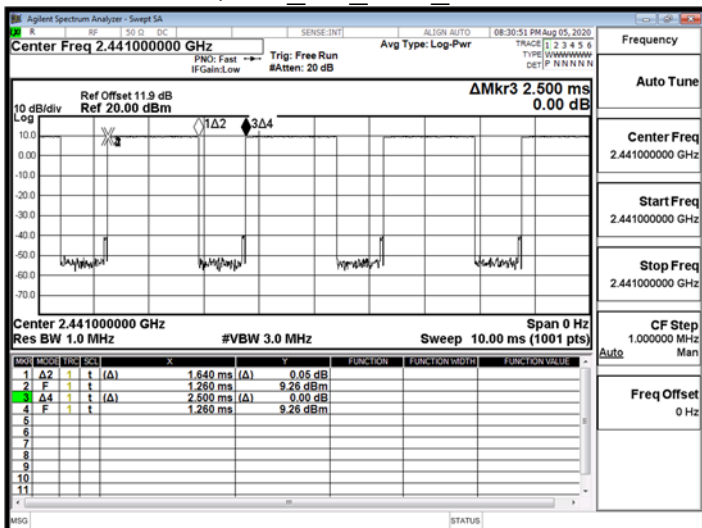 Agilent Spectrum Analyzer - Swept SA
R RF 50 Ω DC SENSE:INT ALIGN AUTO 08:30:51 PM Aug 05, 2020
Center Freq 2.441000000 GHz
PNO: Fast
IFGain:Low
Trig: Free Run
#Atten: 20 dB
Avg Type: Log-Pwr
TRACE 1 2 3 4 5 6
TYPE WWWWWW
DET P N N N N N
Ref Offset 11.9 dB
10 dB/div Ref 20.00 dBm
Log
ΔMkr3 2.500 ms
0.00 dB
1Δ2 3Δ4
10.0
0.00
-10.0
-20.0
-30.0
-40.0
-50.0
-60.0
-70.0
Center 2.441000000 GHz Span 0 Hz
Res BW 1.0 MHz #VBW 3.0 MHz Sweep 10.00 ms (1001 pts)
MKR MODE TRC SCL X Y FUNCTION FUNCTION WIDTH FUNCTION VALUE
1 Δ2 1 t (Δ) 1.640 ms (Δ) 0.05 dB
2 F 1 t 1.260 ms 9.26 dBm
3 Δ4 1 t (Δ) 2.500 ms (Δ) 0.00 dB
4 F 1 t 1.260 ms 9.26 dBm
5
6
7
8
9
10
11
MSG STATUS
Frequency
Auto Tune
Center Freq
2.441000000 GHz
Start Freq
2.441000000 GHz
Stop Freq
2.441000000 GHz
CF Step
1.000000 MHz
Auto Man
Freq Offset
0 Hz